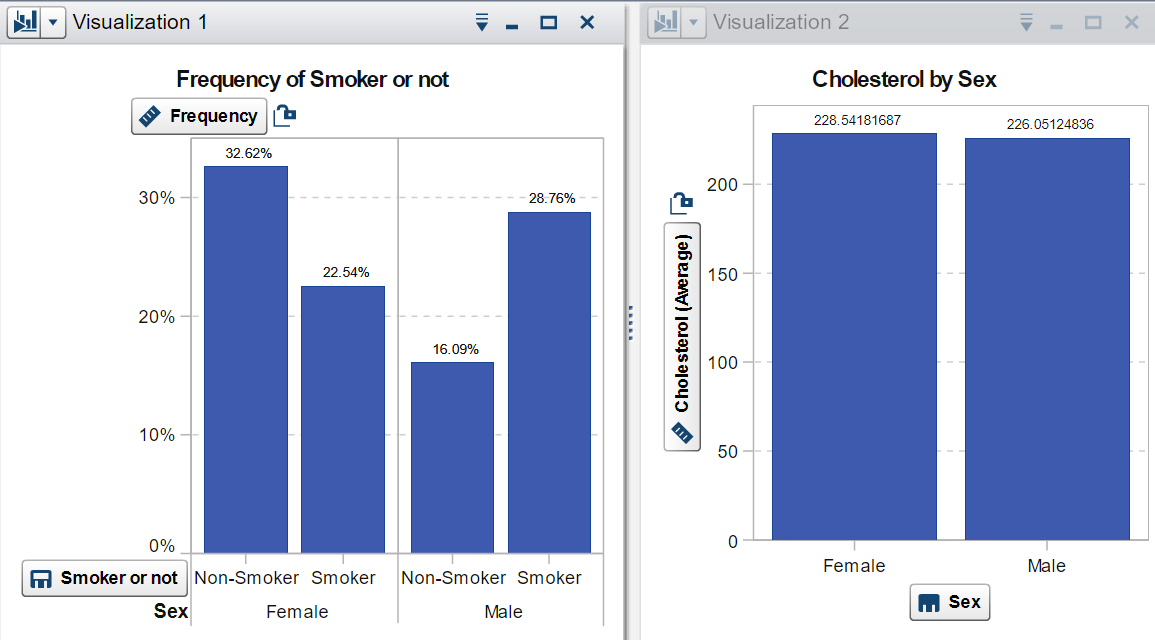 Visualization 1
Frequency of Smoker or not
Frequency
32.62%
28.76%
30%
22.54%
20%
16.09%
10%
0%
Smoker or not
Non-Smoker Smoker Non-Smoker Smoker
Sex
Female Male
Visualization 2
Cholesterol by Sex
228.54181687
226.05124836
200
150
100
50
0
Cholesterol (Average)
Female Male
Sex